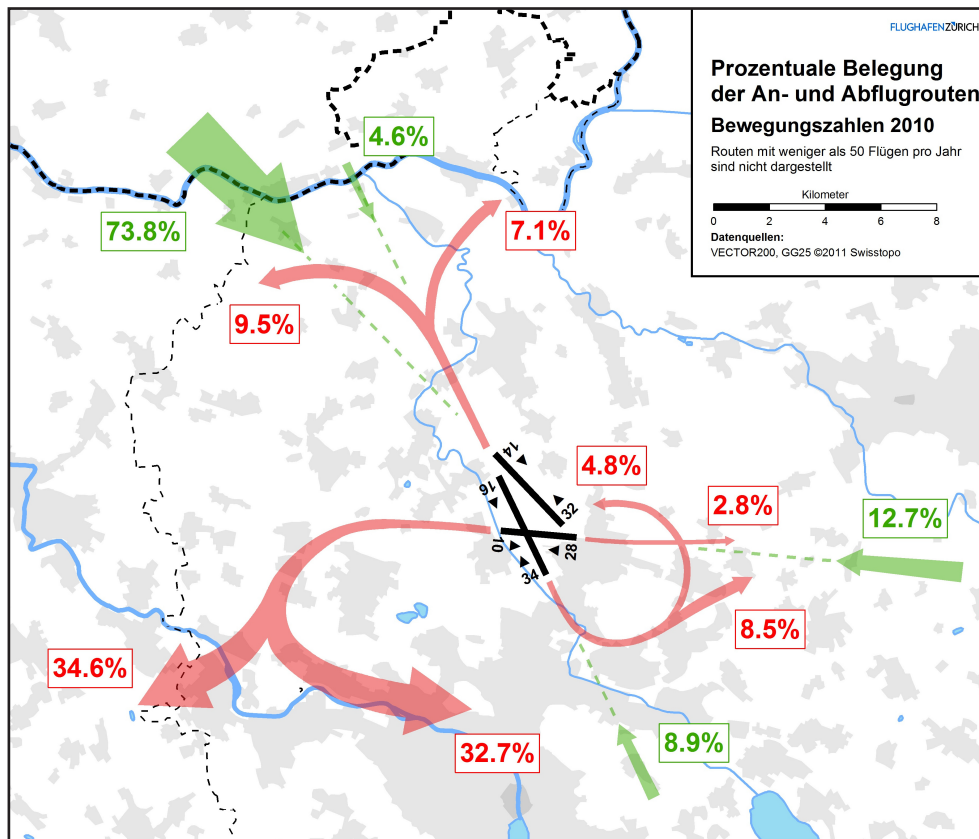 FLUGHAFENZÜRICH
Prozentuale Belegung
der An- und Abflugrouten
Bewegungszahlen 2010
Routen mit weniger als 50 Flügen pro Jahr
sind nicht dargestellt
Kilometer
0 2 4 6 8
Datenquellen:
VECTOR200, GG25 ©2011 Swisstopo
4.6%
73.8%
7.1%
9.5%
14
4.8%
16
32
2.8%
12.7%
10
28
34
8.5%
34.6%
32.7%
8.9%